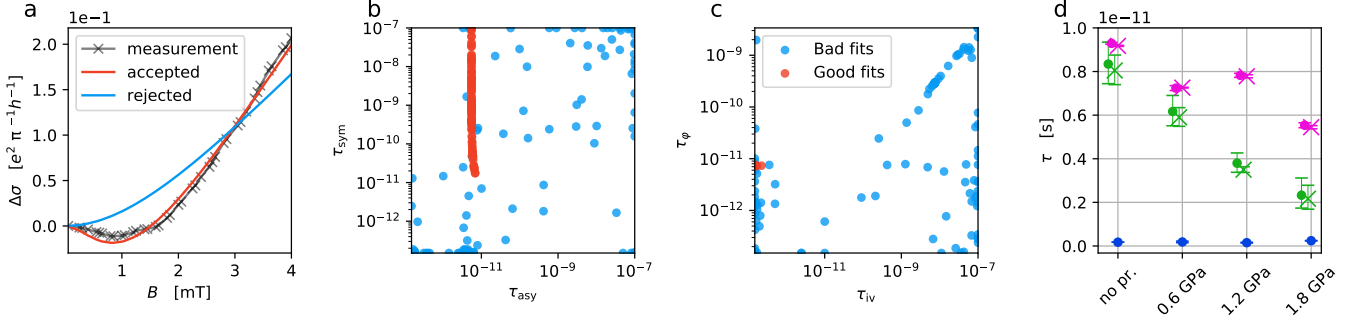 a
1e−1
Δσ [e² π⁻¹h⁻¹]
2.0
1.5
1.0
0.5
0.0
measurement
accepted
rejected
1
2
3
4
B [mT]
b
τsym
10⁻⁷
10⁻⁸
10⁻⁹
10⁻¹⁰
10⁻¹¹
10⁻¹²
10⁻¹¹
10⁻⁹
10⁻⁷
τasy
c
τφ
10⁻⁹
10⁻¹⁰
10⁻¹¹
10⁻¹²
Bad fits
Good fits
10⁻¹¹
10⁻⁹
10⁻⁷
τiv
d
1e−11
τ [s]
1.0
0.8
0.6
0.4
0.2
0.0
no pr.
0.6 GPa
1.2 GPa
1.8 GPa